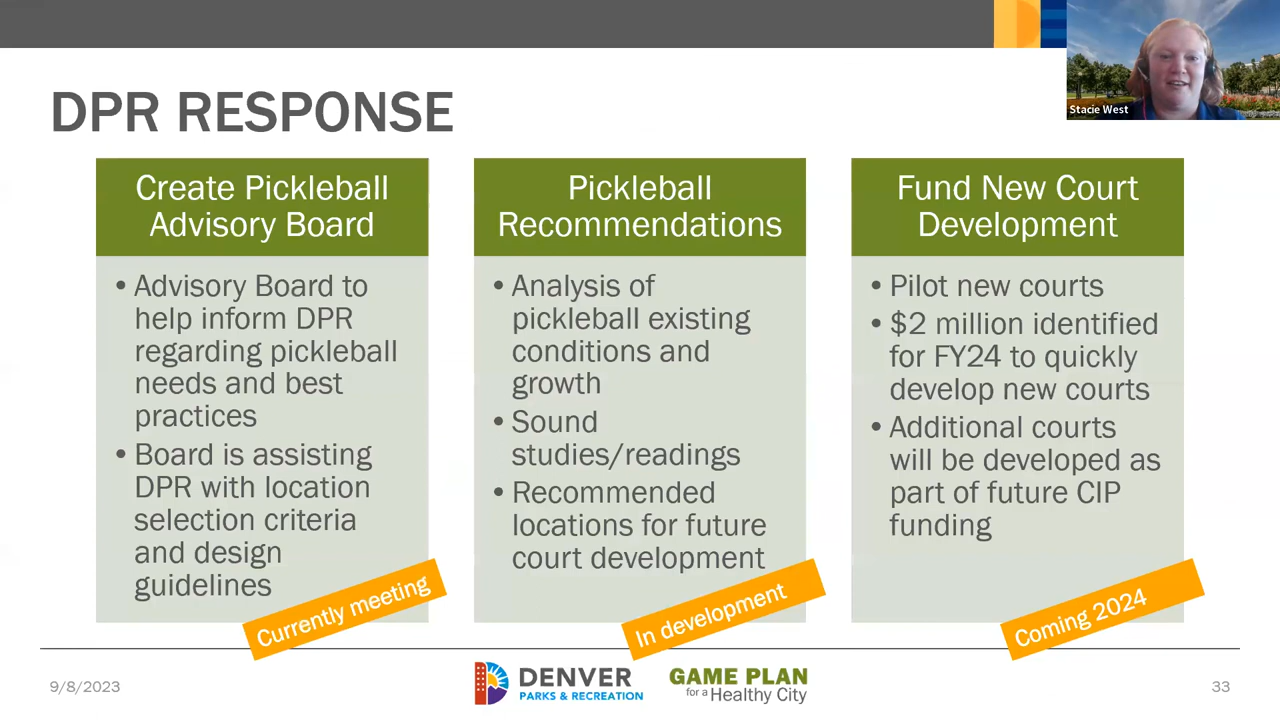 Stacie West
DPR RESPONSE
Create Pickleball
Advisory Board
• Advisory Board to
help inform DPR
regarding pickleball
needs and best
practices
• Board is assisting
DPR with location
selection criteria
and design
guidelines
Currently meeting
Pickleball
Recommendations
• Analysis of
pickleball existing
conditions and
growth
• Sound
studies/readings
• Recommended
locations for future
court development
In development
Fund New Court
Development
• Pilot new courts
• $2 million identified
for FY24 to quickly
develop new courts
• Additional courts
will be developed as
part of future CIP
funding
Coming 2024
9/8/2023
DENVER
PARKS & RECREATION
GAME PLAN
for a Healthy City
33